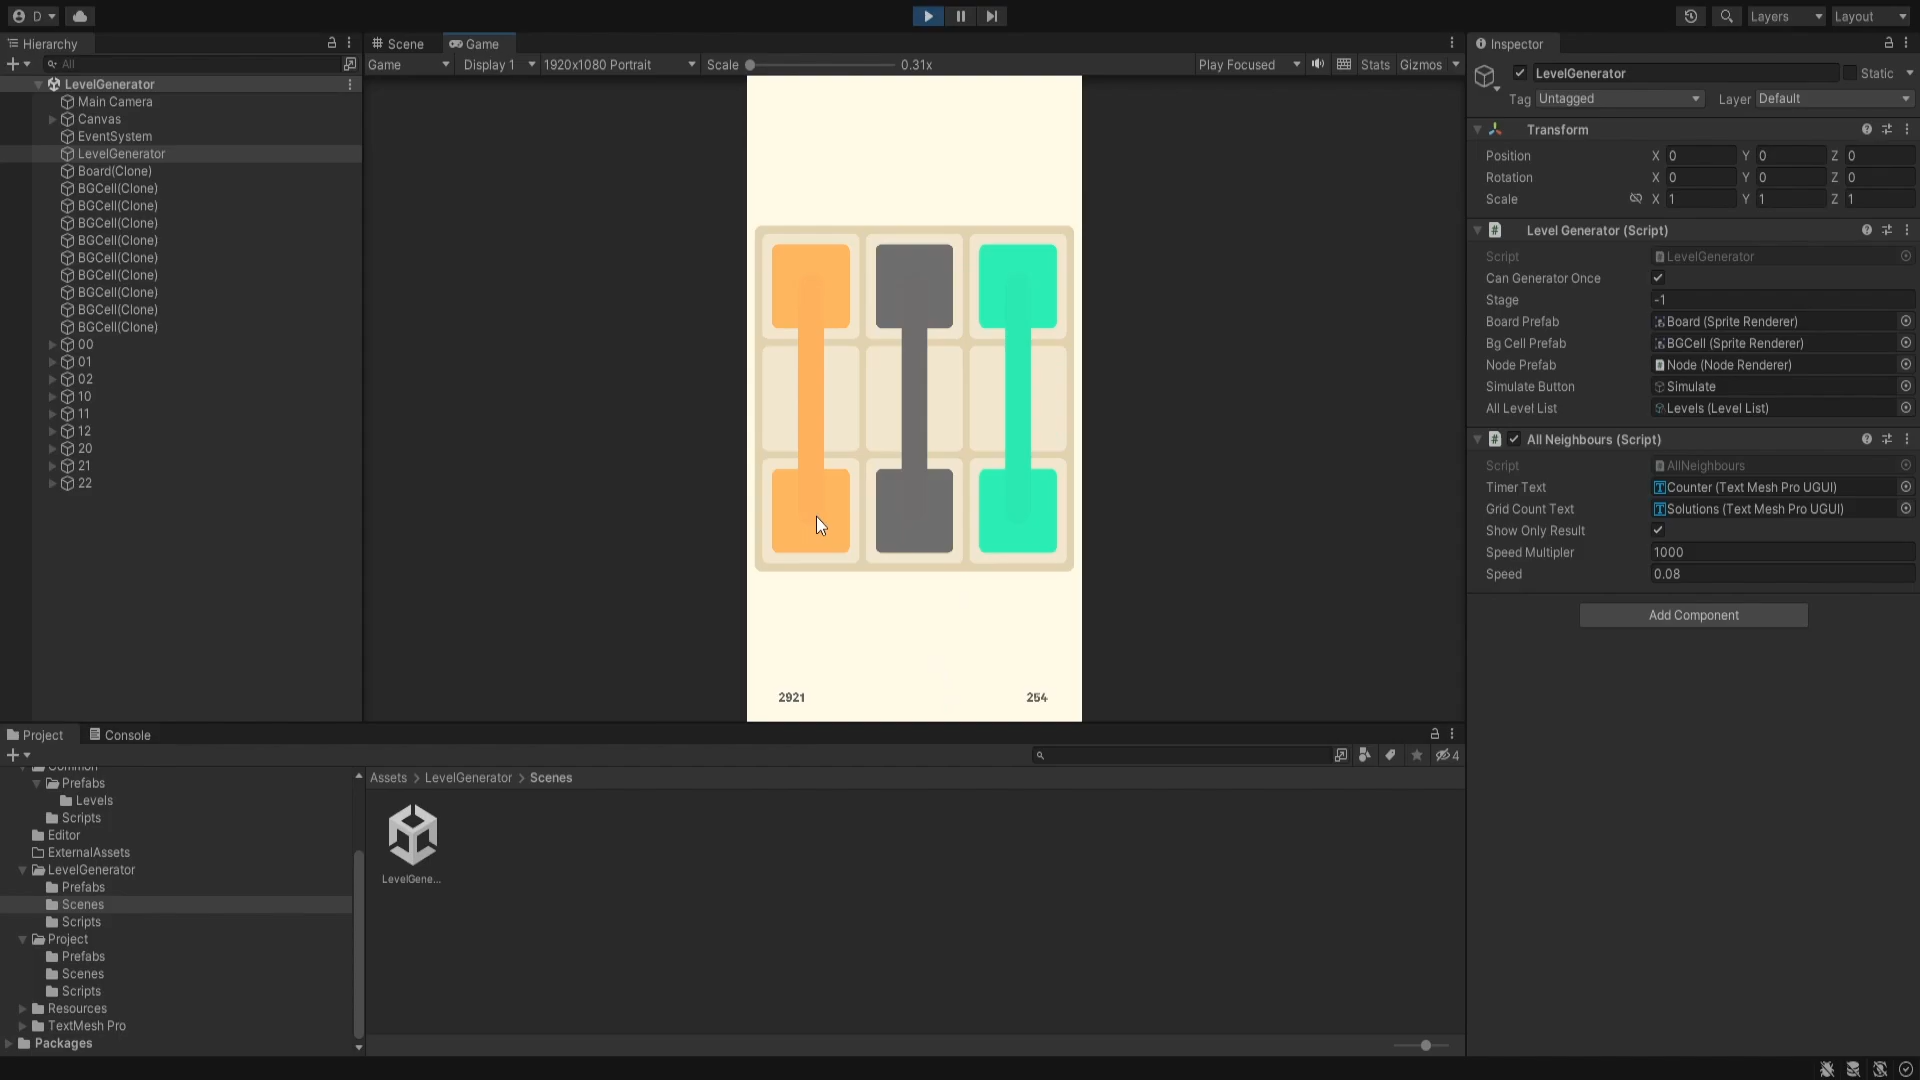 D
Layers
Layout
Hierarchy
All
LevelGenerator
Main Camera
Canvas
EventSystem
LevelGenerator
Board(Clone)
BGCell(Clone)
BGCell(Clone)
BGCell(Clone)
BGCell(Clone)
BGCell(Clone)
BGCell(Clone)
BGCell(Clone)
BGCell(Clone)
BGCell(Clone)
00
01
02
10
11
12
20
21
22
Scene
Game
Game
Display 1
1920x1080 Portrait
Scale
0.31x
Play Focused
Stats
Gizmos
2921
254
Inspector
LevelGenerator
Static
Tag Untagged
Layer Default
Transform
Position X 0 Y 0 Z 0
Rotation X 0 Y 0 Z 0
Scale X 1 Y 1 Z 1
Level Generator (Script)
Script LevelGenerator
Can Generator Once
Stage -1
Board Prefab Board (Sprite Renderer)
Bg Cell Prefab BGCell (Sprite Renderer)
Node Prefab Node (Node Renderer)
Simulate Button Simulate
All Level List Levels (Level List)
All Neighbours (Script)
Script AllNeighbours
Timer Text Counter (Text Mesh Pro UGUI)
Grid Count Text Solutions (Text Mesh Pro UGUI)
Show Only Result
Speed Multipler 1000
Speed 0.08
Add Component
Project
Console
4
Common
Prefabs
Levels
Scripts
Editor
ExternalAssets
LevelGenerator
Prefabs
Scenes
Scripts
Project
Prefabs
Scenes
Scripts
Resources
TextMesh Pro
Packages
Assets > LevelGenerator > Scenes
LevelGene...